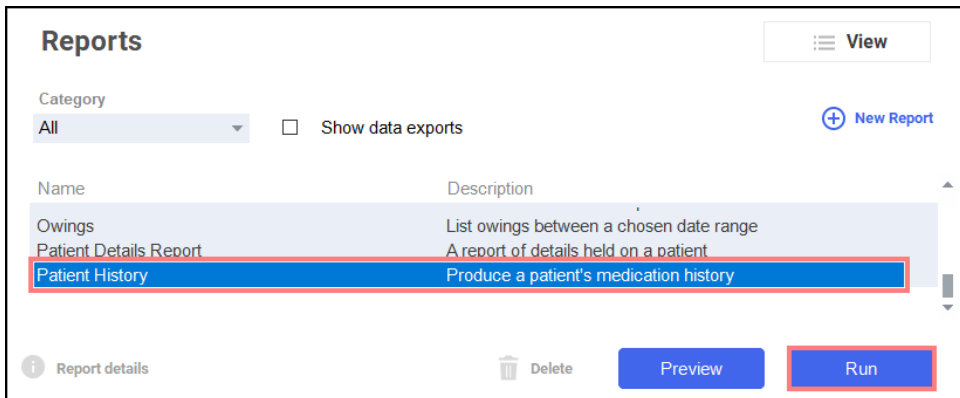 Reports
View
Category
All
Show data exports
New Report
Name Description
Owings List owings between a chosen date range
Patient Details Report A report of details held on a patient
Patient History Produce a patient's medication history
Report details
Delete
Preview
Run